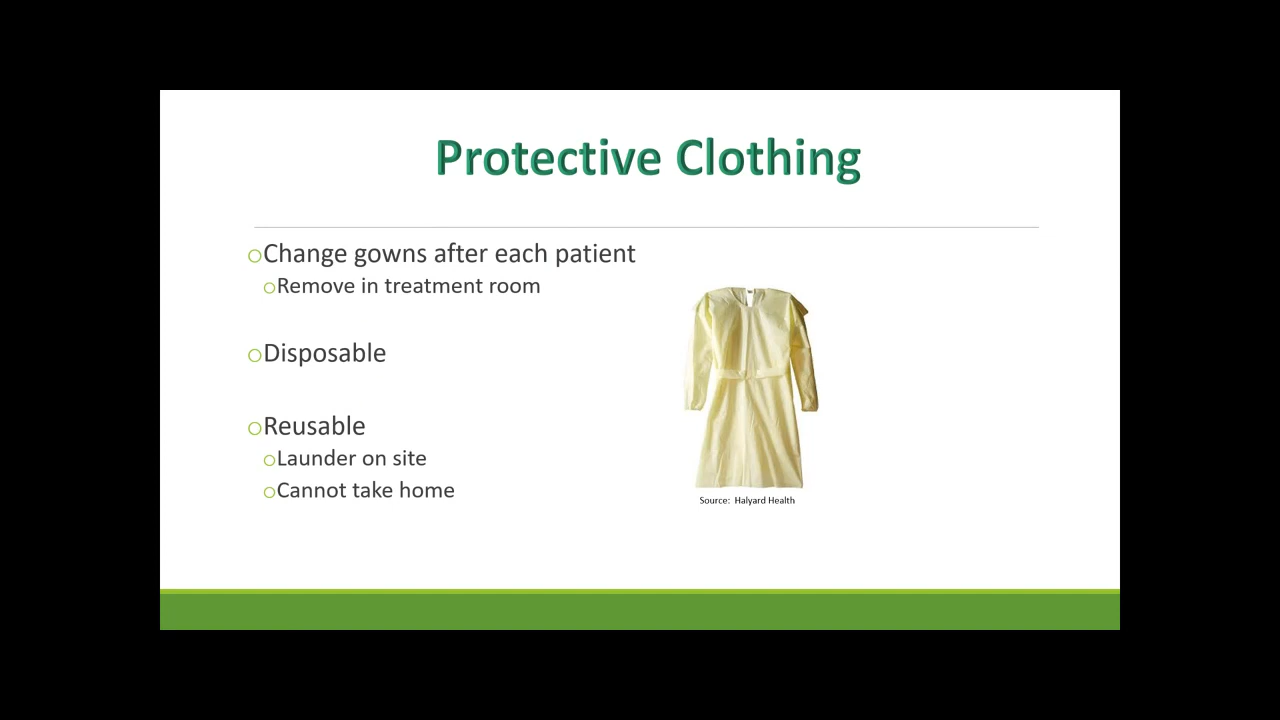 Protective Clothing
Change gowns after each patient
Remove in treatment room
Disposable
Reusable
Launder on site
Cannot take home
Source: Halyard Health